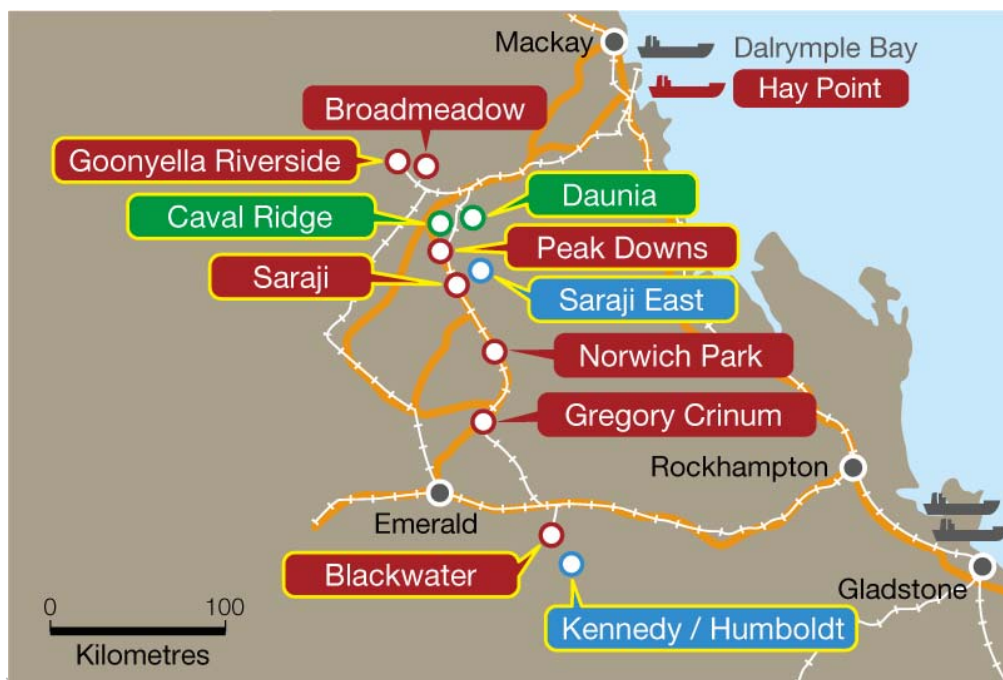 Mackay
Dalrymple Bay
Hay Point
Broadmeadow
Goonyella Riverside
Daunia
Caval Ridge
Peak Downs
Saraji
Saraji East
Norwich Park
Gregory Crinum
Rockhampton
Emerald
Blackwater
Gladstone
Kennedy / Humboldt
0 100
Kilometres